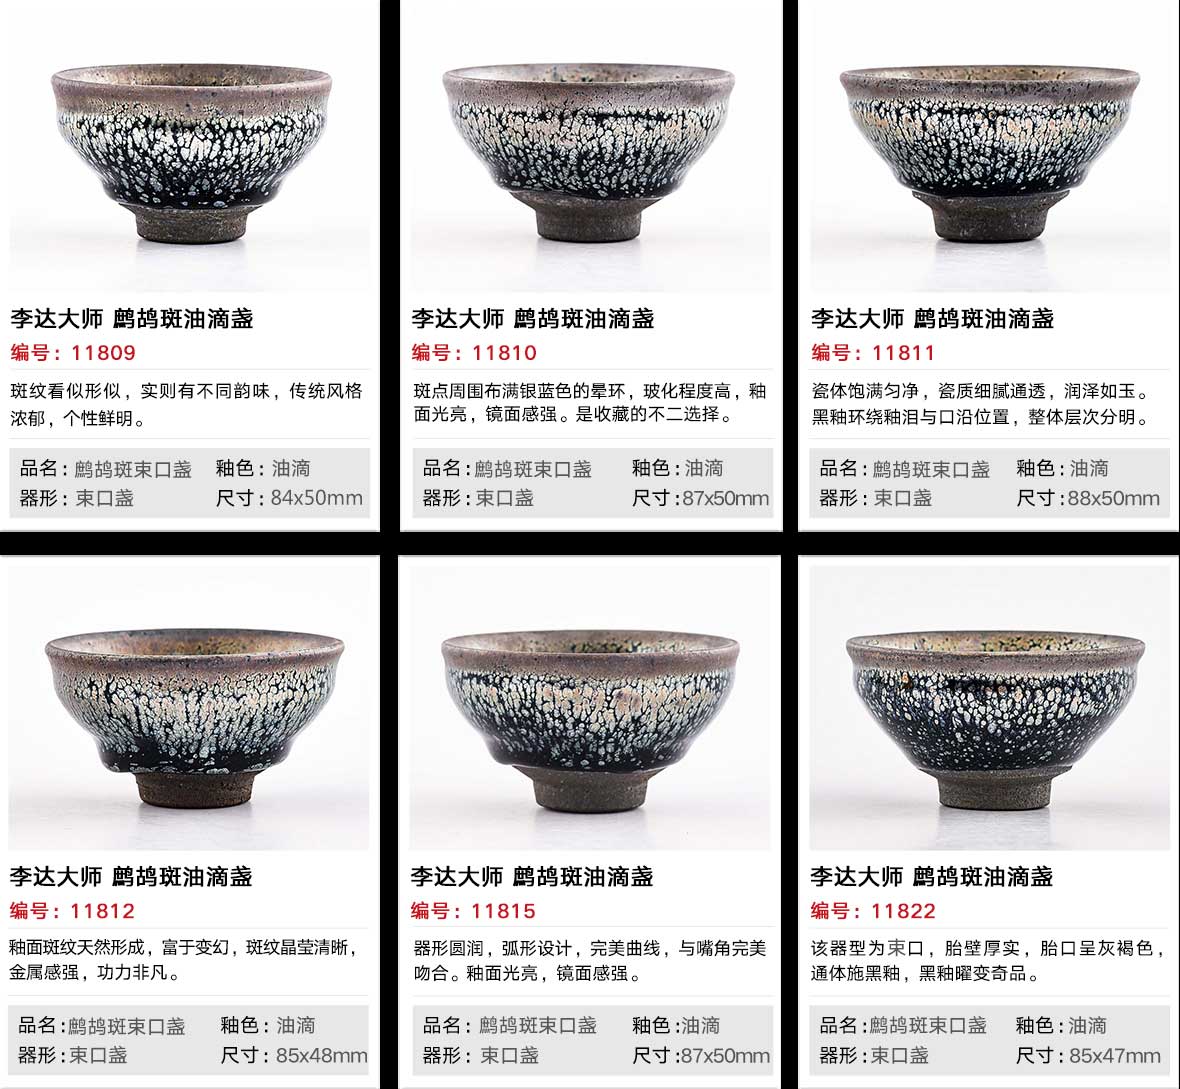 李达大师 鹧鸪斑油滴盏
编号：11809
斑纹看似形似，实则有不同韵味，传统风格
浓郁，个性鲜明。
品名：鹧鸪斑束口盏 釉色：油滴
器形：束口盏 尺寸：84x50mm
李达大师 鹧鸪斑油滴盏
编号：11810
斑点周围布满银蓝色的晕环，玻化程度高，釉
面光亮，镜面感强。是收藏的不二选择。
品名：鹧鸪斑束口盏 釉色：油滴
器形：束口盏 尺寸：87x50mm
李达大师 鹧鸪斑油滴盏
编号：11811
瓷体饱满匀净，瓷质细腻通透，润泽如玉。
黑釉环绕釉泪与口沿位置，整体层次分明。
品名：鹧鸪斑束口盏 釉色：油滴
器形：束口盏 尺寸：88x50mm
李达大师 鹧鸪斑油滴盏
编号：11812
釉面斑纹天然形成，富于变幻，斑纹晶莹清晰，
金属感强，功力非凡。
品名：鹧鸪斑束口盏 釉色：油滴
器形：束口盏 尺寸：85x48mm
李达大师 鹧鸪斑油滴盏
编号：11815
器形圆润，弧形设计，完美曲线，与嘴角完美
吻合。釉面光亮，镜面感强。
品名：鹧鸪斑束口盏 釉色：油滴
器形：束口盏 尺寸：87x50mm
李达大师 鹧鸪斑油滴盏
编号：11822
该器型为束口，胎壁厚实，胎口呈灰褐色，
通体施黑釉，黑釉曜变奇品。
品名：鹧鸪斑束口盏 釉色：油滴
器形：束口盏 尺寸：85x47mm